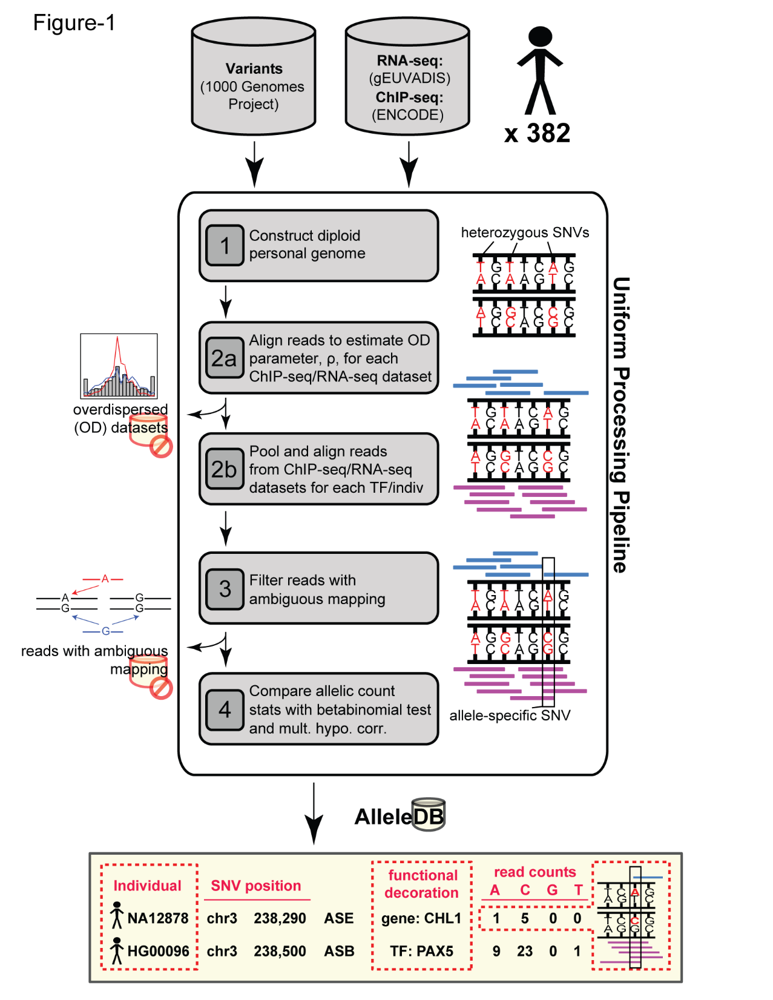 Figure-1
Variants
(1000 Genomes
Project)
RNA-seq:
(gEUVADIS)
ChIP-seq:
(ENCODE)
x 382
Uniform Processing Pipeline
1
Construct diploid
personal genome
heterozygous SNVs
T G T T C A G
A C A A G T C
A G G T C C G
T C C A G G C
2a
Align reads to estimate OD
parameter, ρ, for each
ChIP-seq/RNA-seq dataset
overdispersed
(OD) datasets
2b
Pool and align reads
from ChIP-seq/RNA-seq
datasets for each TF/indiv
T G T T C A G
A C A A G T C
A G G T C C G
T C C A G G C
3
Filter reads with
ambiguous mapping
A
A G
G G
G
reads with ambiguous
mapping
T G T T C A G
A C A A G T C
A G G T C C G
T C C A G G C
allele-specific SNV
4
Compare allelic count
stats with betabinomial test
and mult. hypo. corr.
AlleleDB
Individual SNV position functional decoration read counts
A C G T
NA12878 chr3 238,290 ASE gene: CHL1 1 5 0 0
HG00096 chr3 238,500 ASB TF: PAX5 9 23 0 1
T C A G
A G T C
T C C G
A G G C